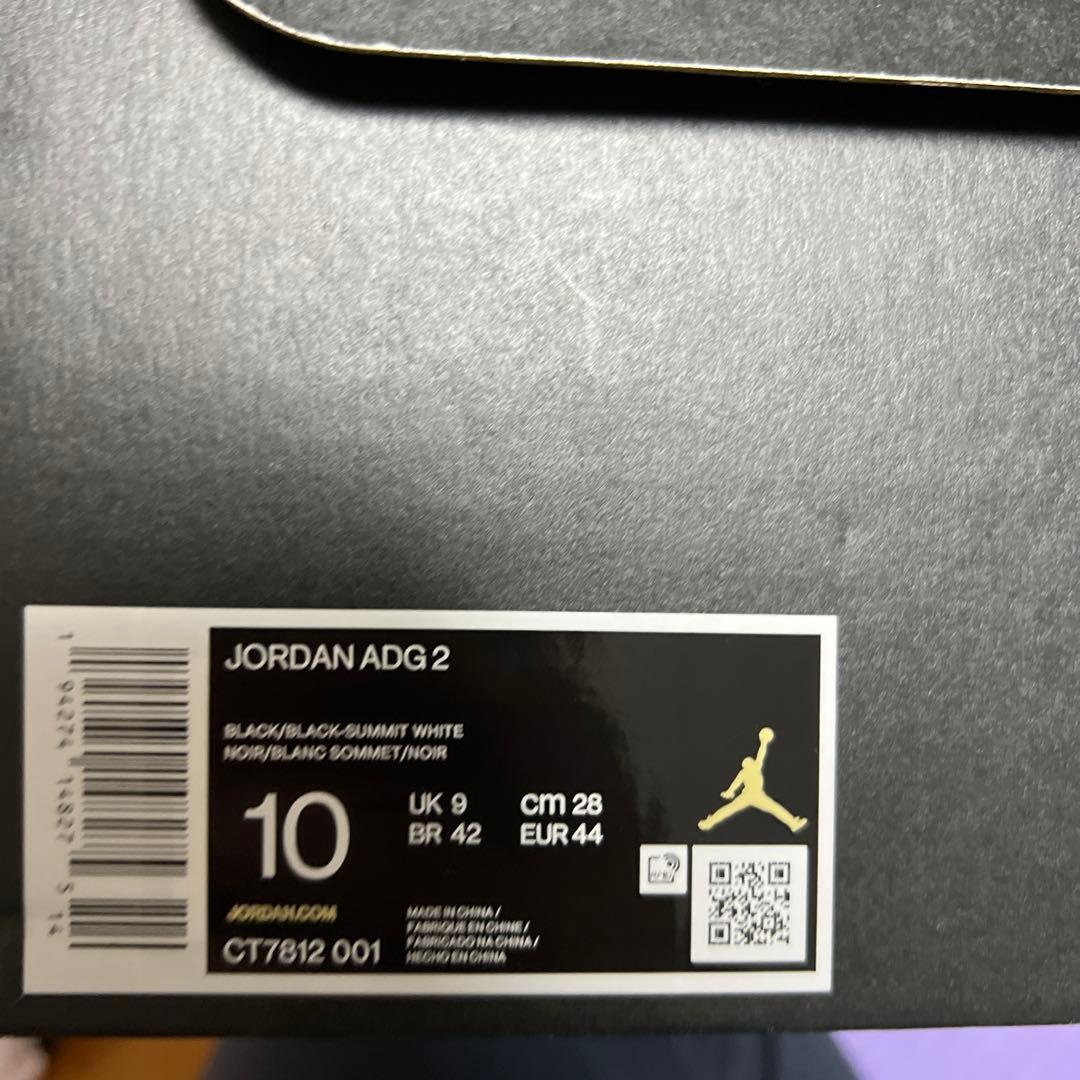 JORDAN ADG 2
BLACK/BLACK-SUMMIT WHITE
NOIR/BLANC SOMMET/NOIR
10
UK 9
cm 28
BR 42
EUR 44
JORDAN.COM
CT7812 001
MADE IN CHINA /
FABRIQUE EN CHINE /
FABRICADO NA CHINA /
HECHO EN CHINA
1 94274 14827 5 14